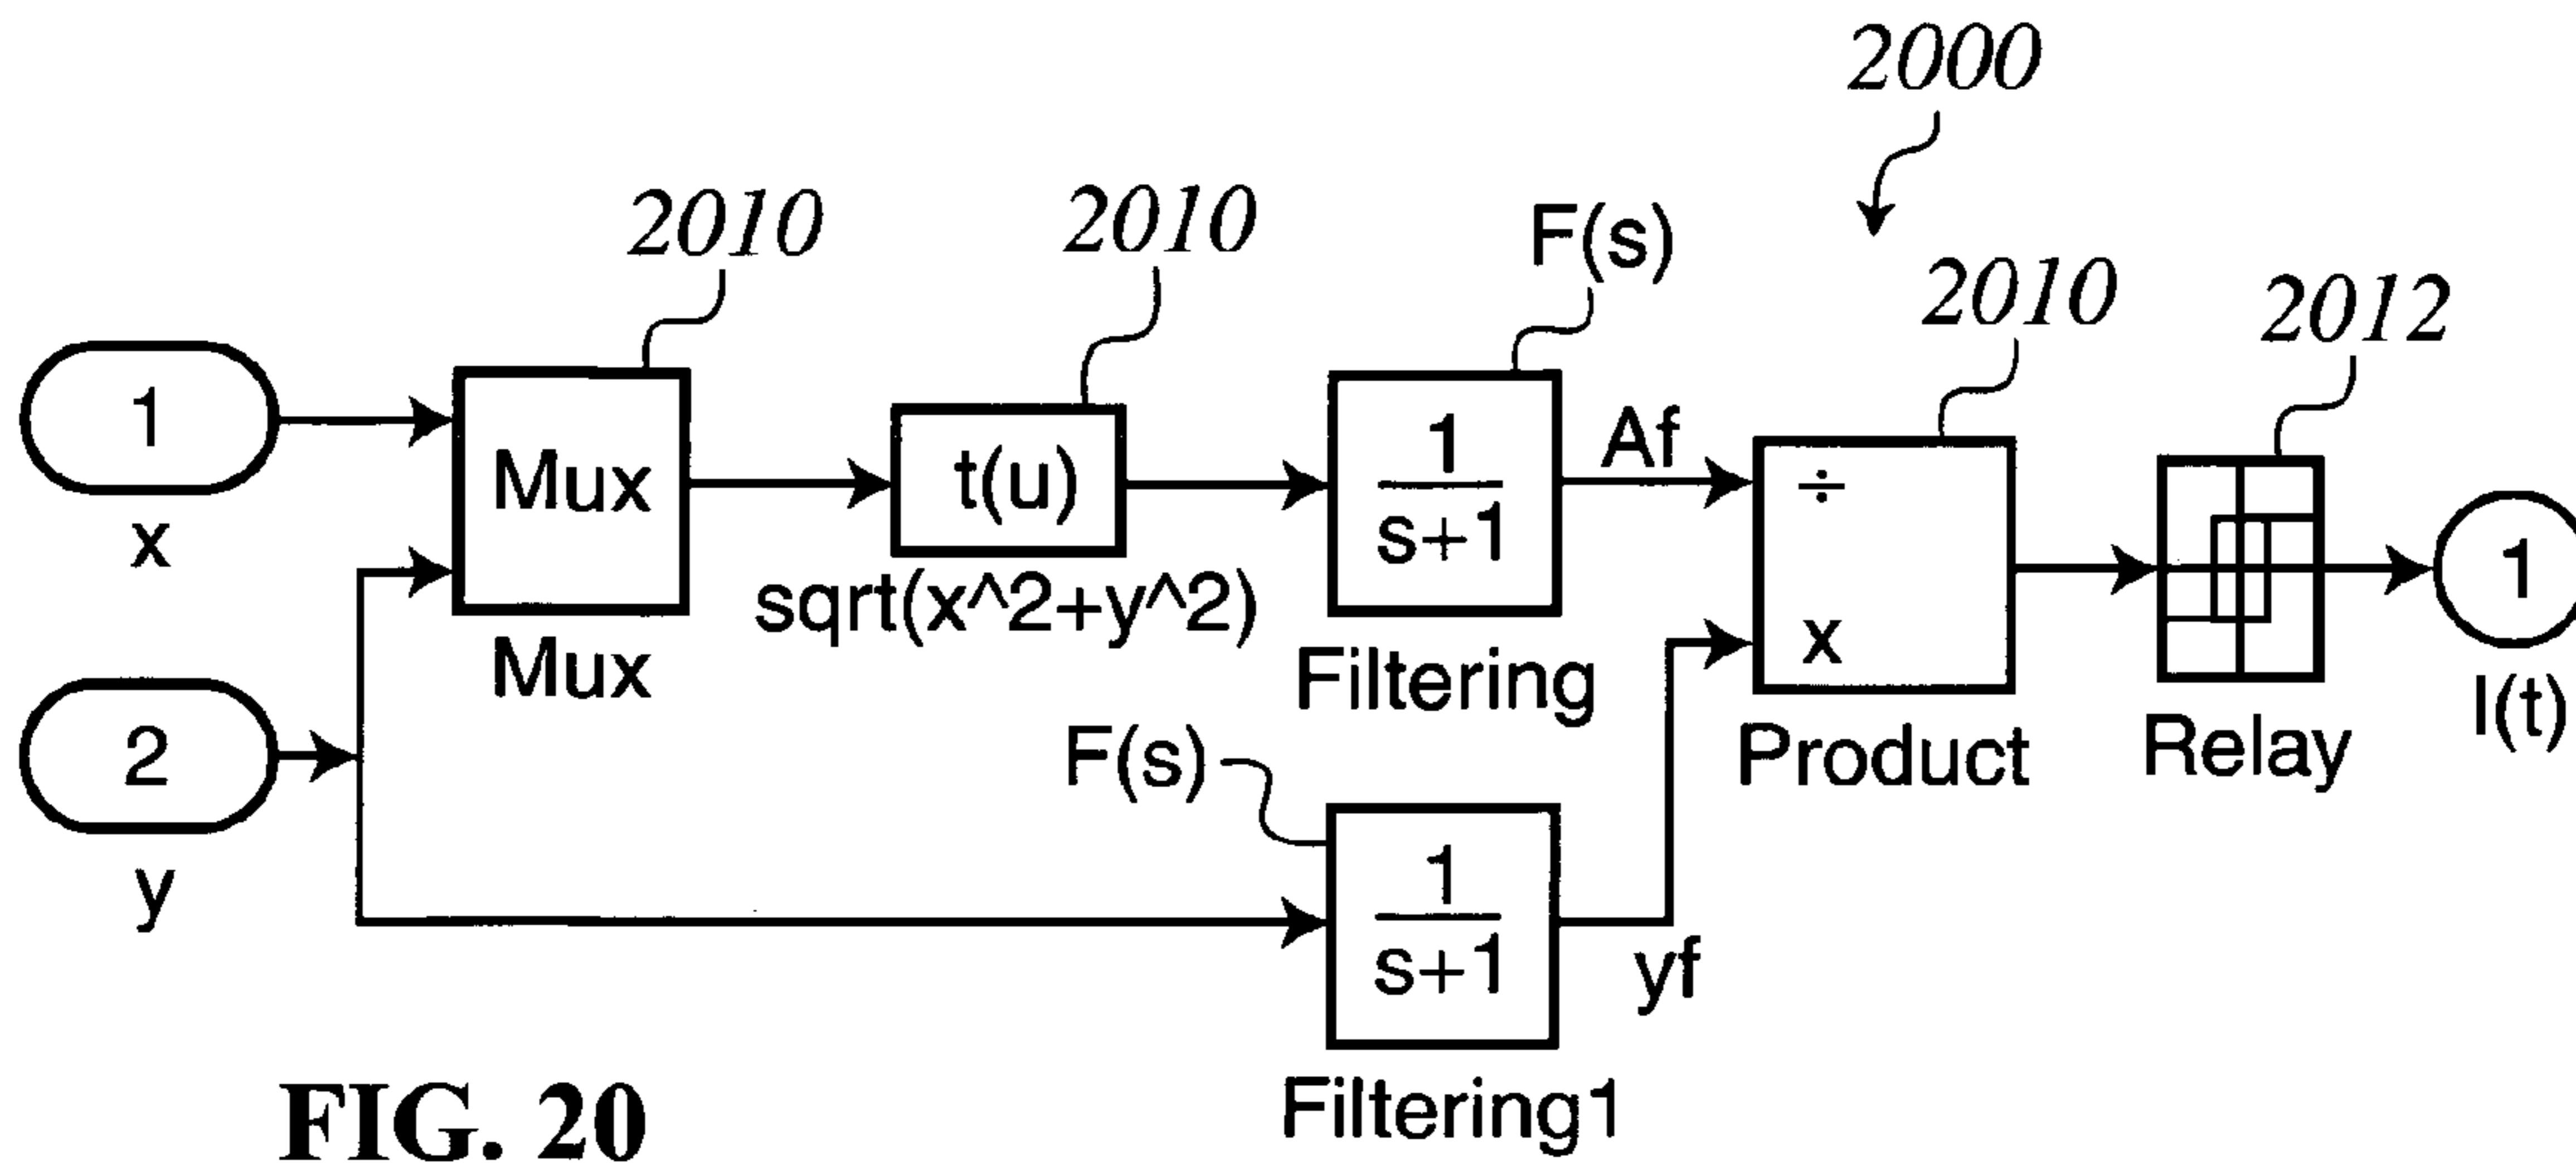 2000
2010
2010
F(s)
2010
2012
1
x
Mux
Mux
t(u)
sqrt(x^2+y^2)
1
s+1
Filtering
Af
÷
x
Product
Relay
1
I(t)
2
y
F(s)
1
s+1
Filtering1
yf
FIG. 20